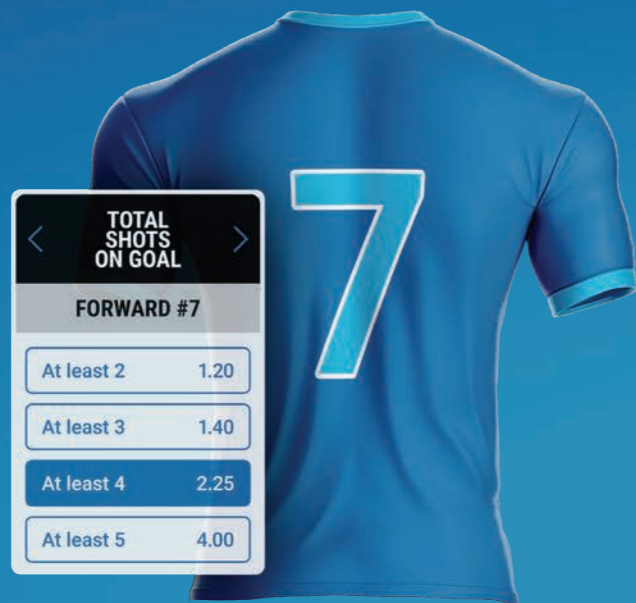 7
TOTAL
SHOTS
ON GOAL
FORWARD #7
At least 2 1.20
At least 3 1.40
At least 4 2.25
At least 5 4.00